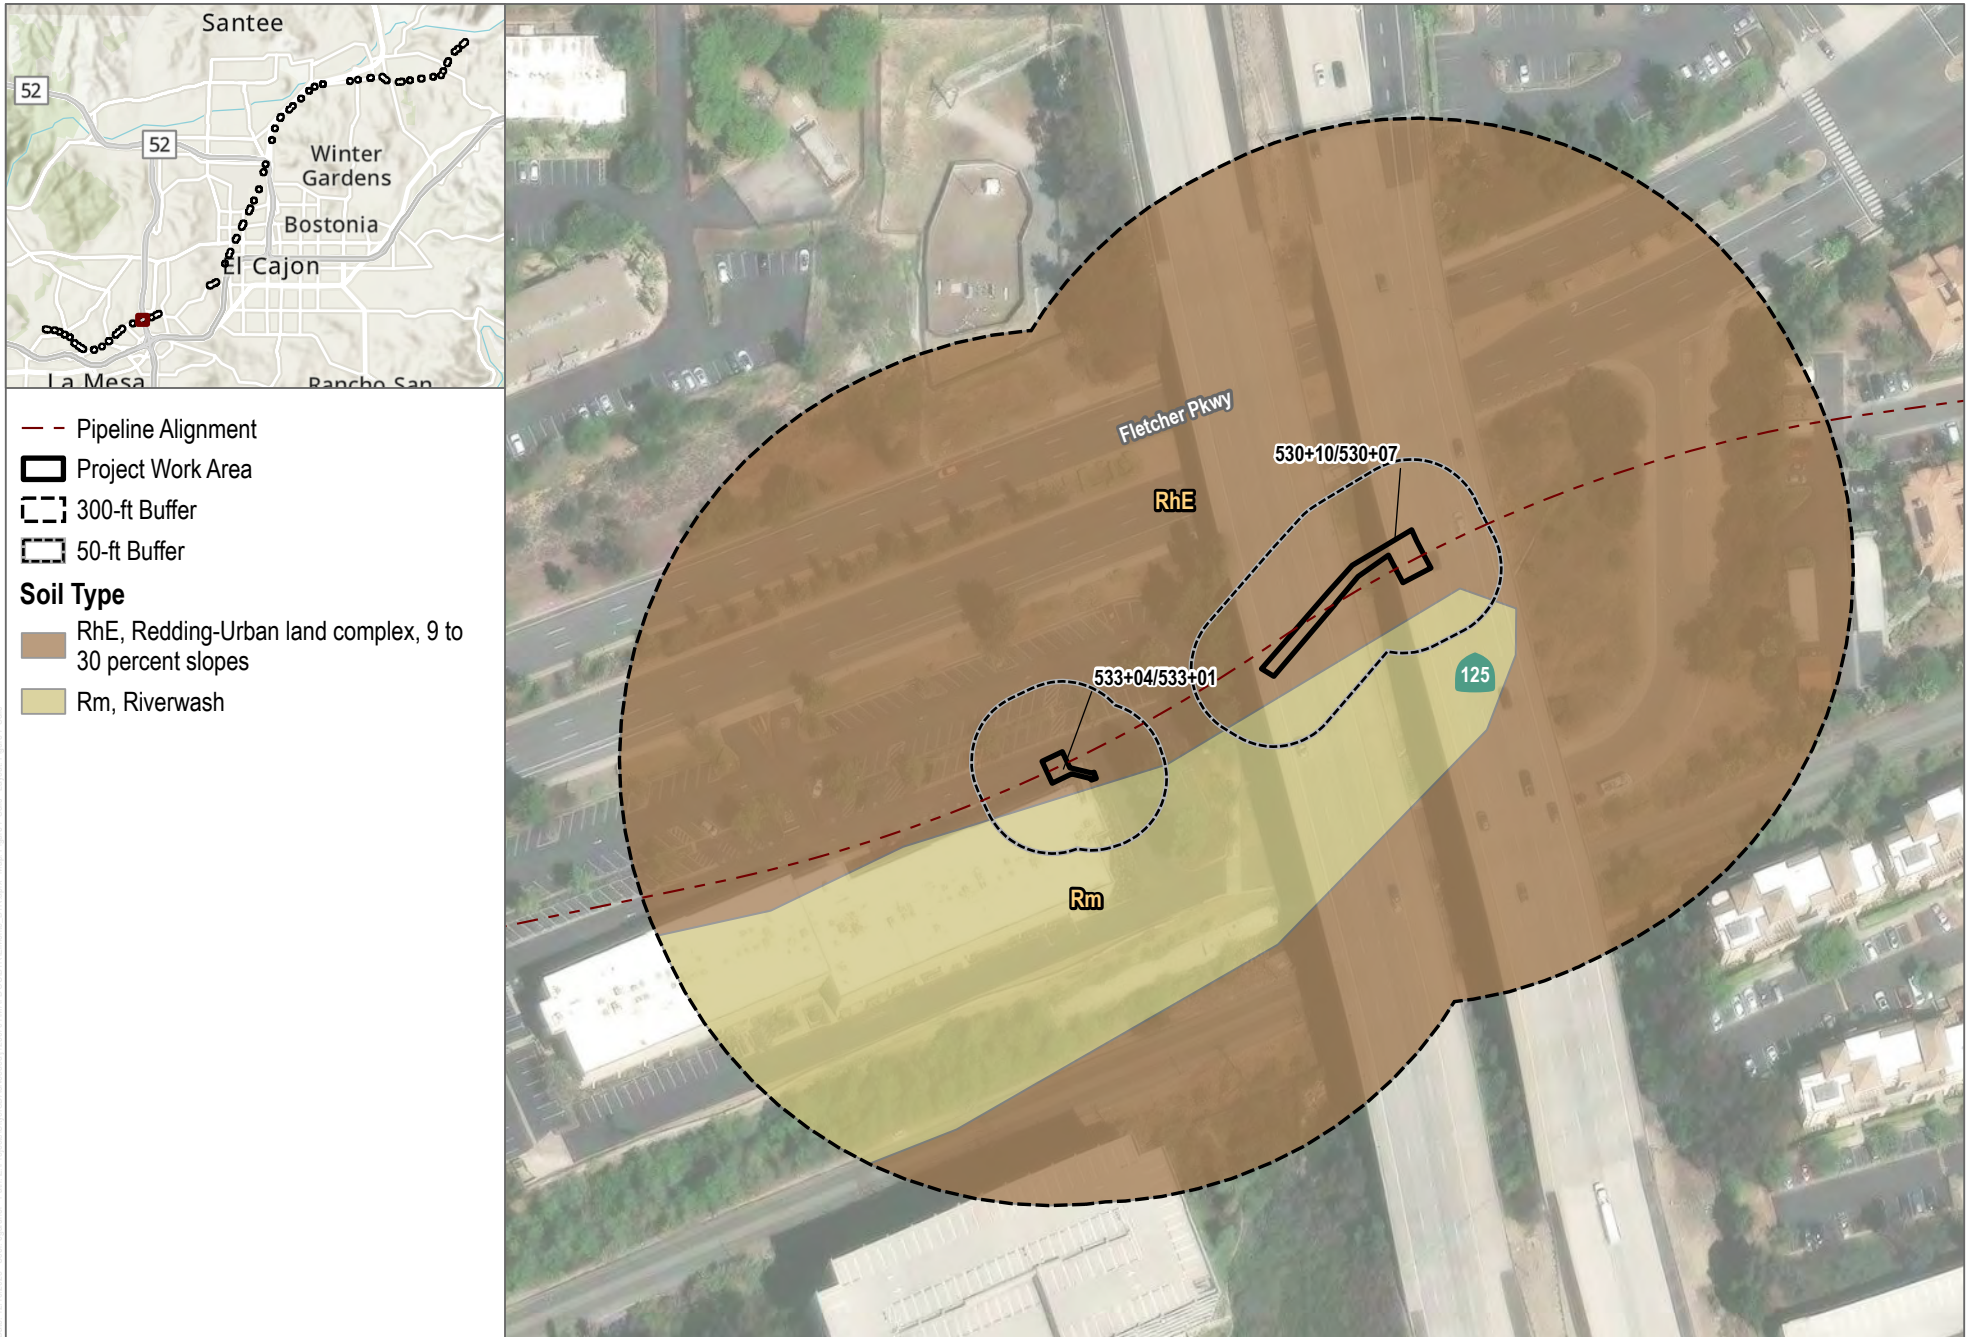 Santee
52
52
Winter
Gardens
Bostonia
El Cajon
La Mesa
Rancho San
Pipeline Alignment
Project Work Area
300-ft Buffer
50-ft Buffer
Soil Type
RhE, Redding-Urban land complex, 9 to
30 percent slopes
Rm, Riverwash
Fletcher Pkwy
530+10/530+07
RhE
533+04/533+01
125
Rm